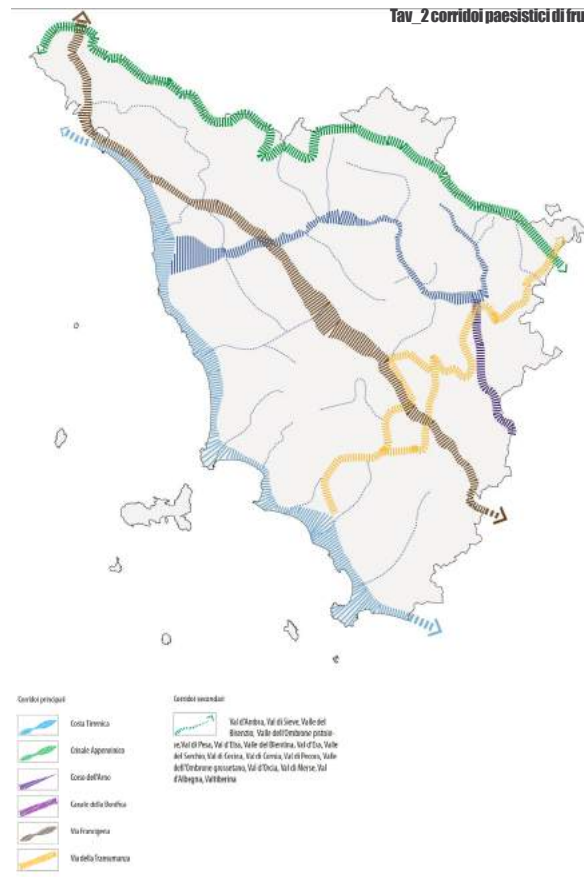 Tav_2 corridoi paesistici di fru
Corridoi principali
Costa Tirrenica
Crinale Appenninico
Corso dell'Arno
Canale della Bonifica
Via Francigena
Via della Transumanza
Corridoi secondari
Val d'Ambra, Val di Sieve, Valle del
Bisenzio, Valle dell'Ombrone pistoie-
se, Val di Pesa, Val d'Elsa, Valle del Bientina, Val d'Era, Valle
del Serchio, Val di Cecina, Val di Cornia, Val di Pecora, Valle
dell'Ombrone grossetano, Val d'Orcia, Val di Merse, Val
d'Albegna, Valtiberina